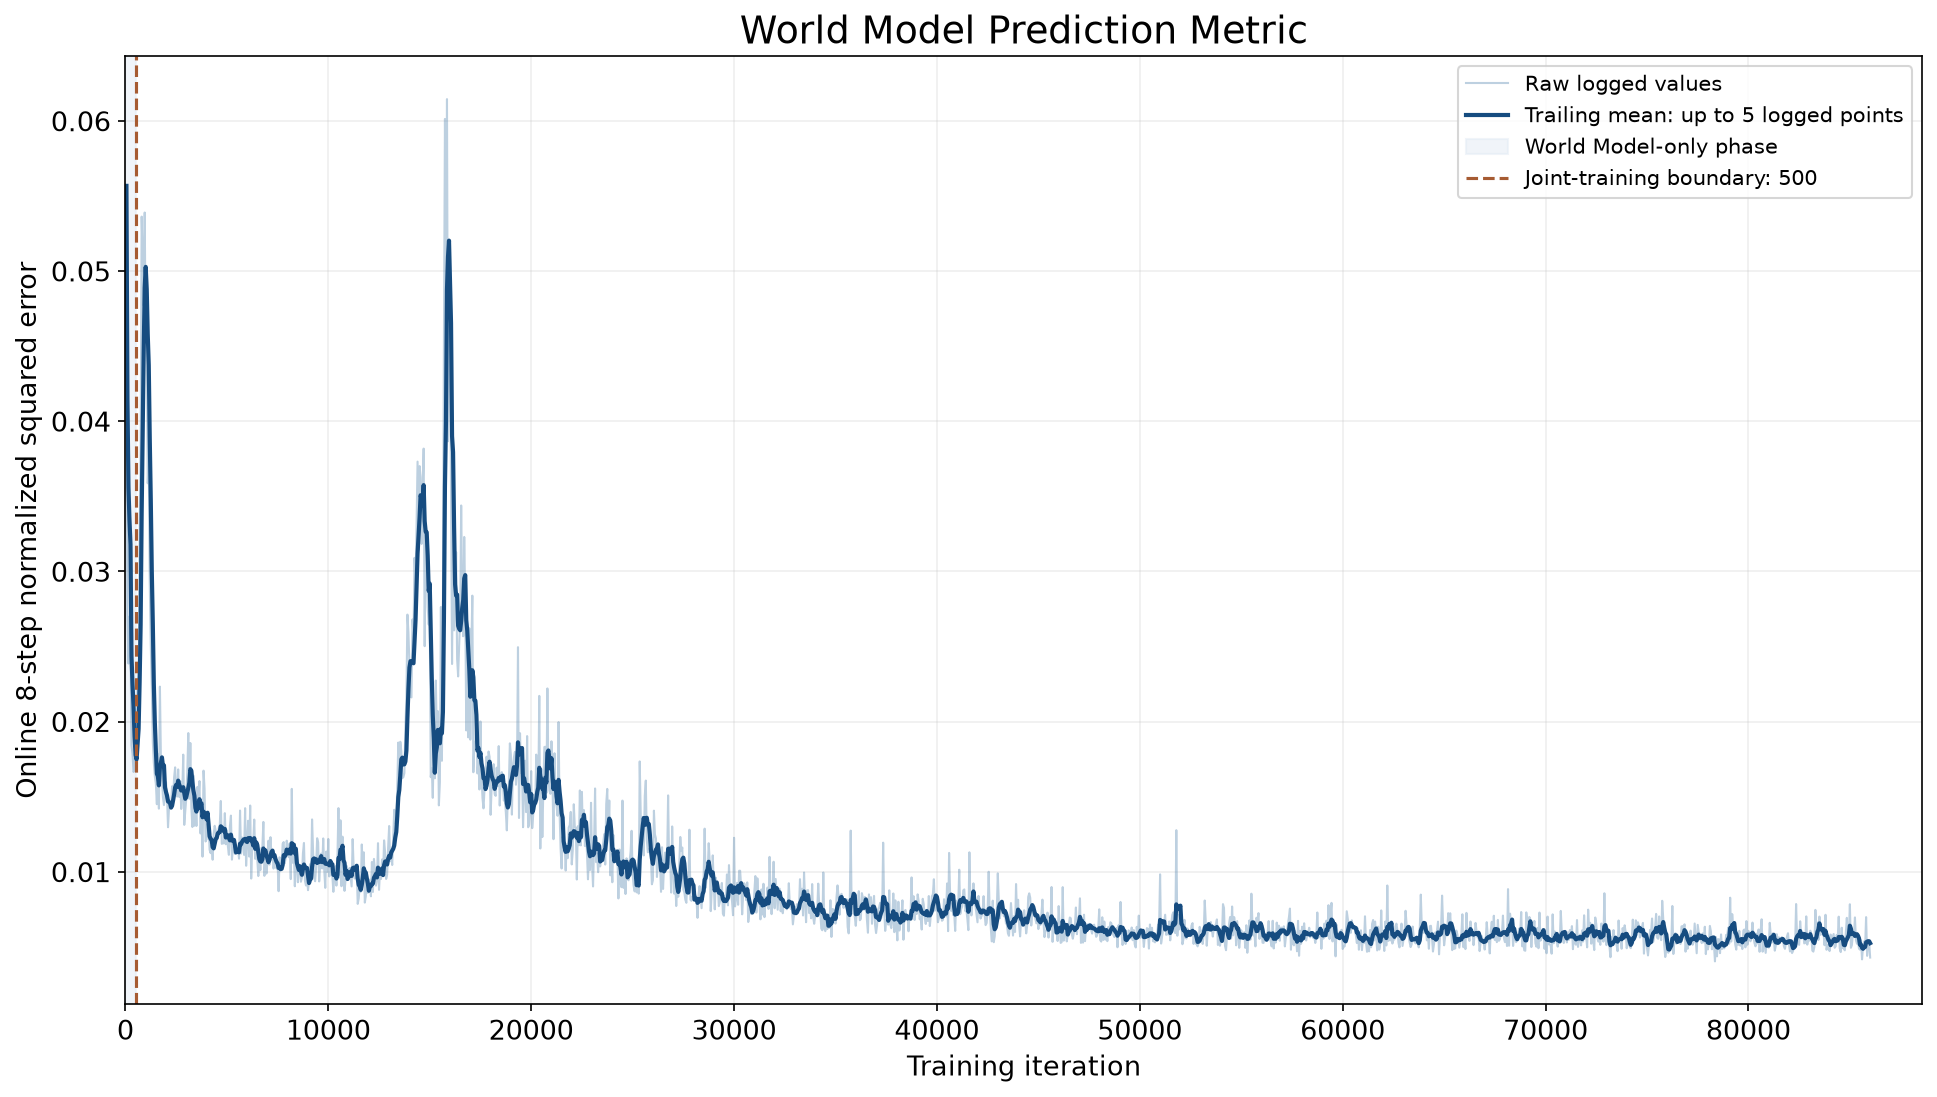 World Model Prediction Metric
Raw logged values
Trailing mean: up to 5 logged points
World Model-only phase
Joint-training boundary: 500
Online 8-step normalized squared error
0.06
0.05
0.04
0.03
0.02
0.01
0
10000
20000
30000
40000
50000
60000
70000
80000
Training iteration